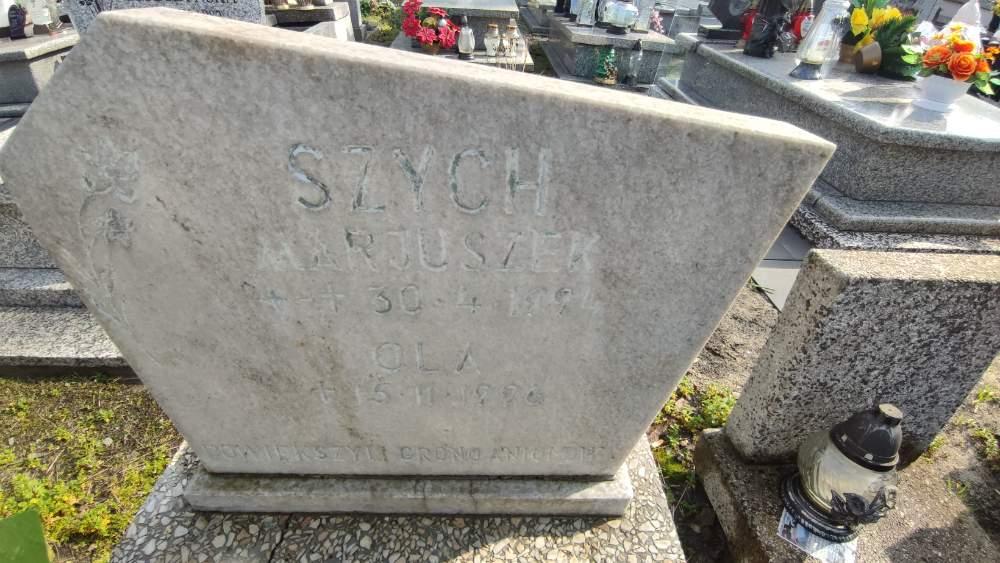 SZYCH
MARJUSZEK
+ - + 30 · 4 · 1994
OLA
+ 15 · 11 · 1996
POWIĘKSZYLI GRONO ANIOŁÓW